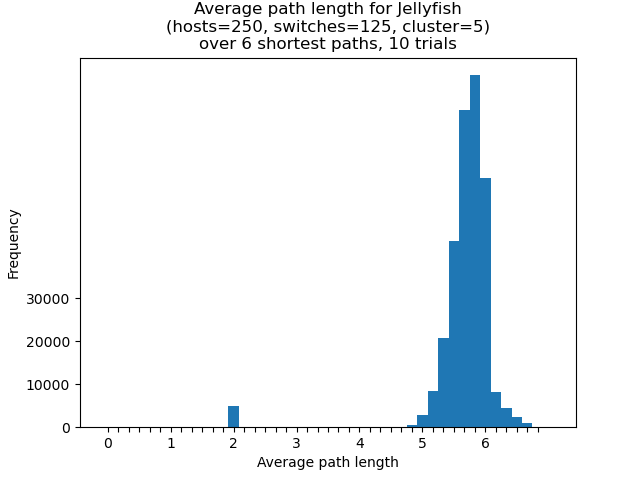 Average path length for Jellyfish
(hosts=250, switches=125, cluster=5)
over 6 shortest paths, 10 trials
Frequency
30000
20000
10000
0
0 1 2 3 4 5 6
Average path length